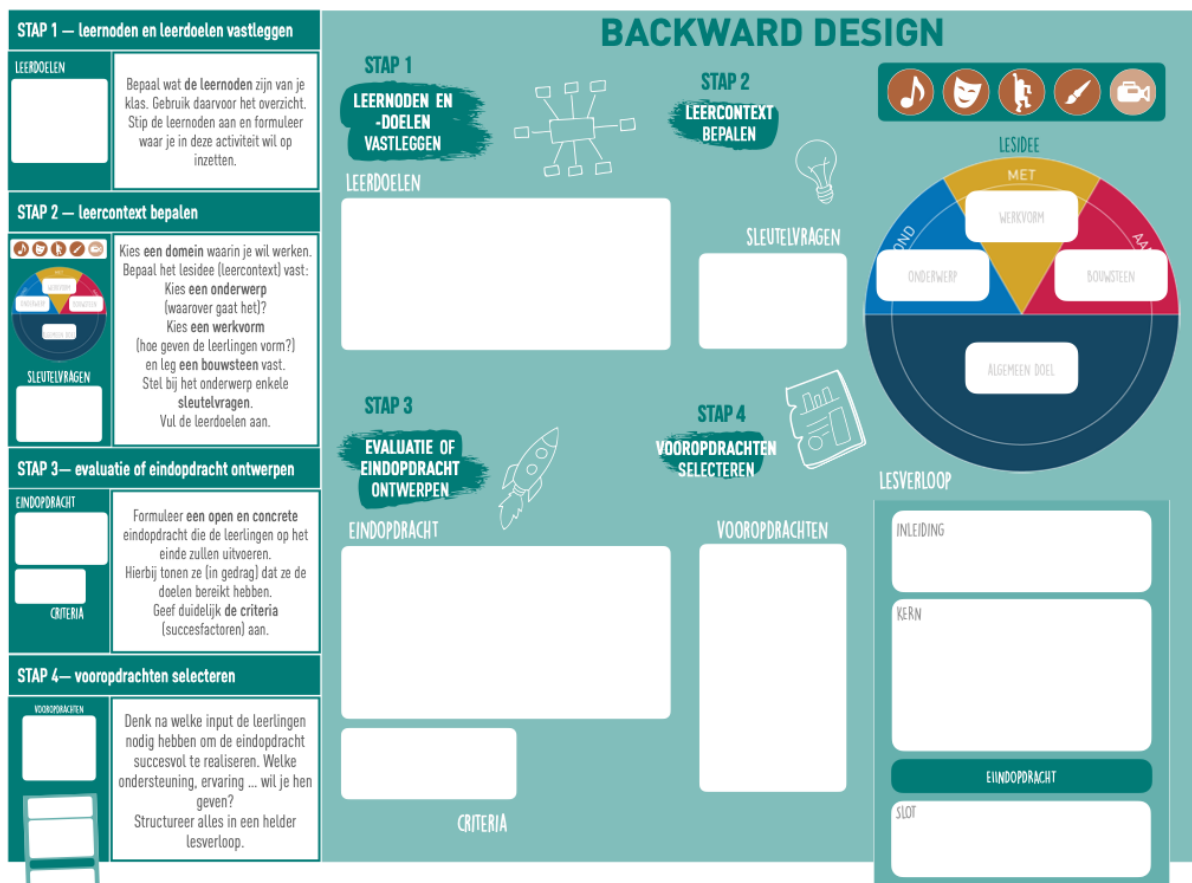 STAP 1 — leernoden en leerdoelen vastleggen
LEERDOELEN
Bepaal wat de leernoden zijn van je
klas. Gebruik daarvoor het overzicht.
Stip de leernoden aan en formuleer
waar je in deze activiteit wil op
inzetten.
STAP 2 — leercontext bepalen
MET
WERKVORM
ONDERWERP
BOUWSTEEN
ALGEMEEN DOEL
SLEUTELVRAGEN
Kies een domein waarin je wil werken.
Bepaal het lesidee (leercontext) vast:
Kies een onderwerp
(waarover gaat het)?
Kies een werkvorm
(hoe geven de leerlingen vorm?)
en leg een bouwsteen vast.
Stel bij het onderwerp enkele
sleutelvragen.
Vul de leerdoelen aan.
STAP 3— evaluatie of eindopdracht ontwerpen
EINDOPDRACHT
CRITERIA
Formuleer een open en concrete
eindopdracht die de leerlingen op het
einde zullen uitvoeren.
Hierbij tonen ze (in gedrag) dat ze de
doelen bereikt hebben.
Geef duidelijk de criteria
(succesfactoren) aan.
STAP 4— vooropdrachten selecteren
VOOROPDRACHTEN
Denk na welke input de leerlingen
nodig hebben om de eindopdracht
succesvol te realiseren. Welke
ondersteuning, ervaring ... wil je hen
geven?
Structureer alles in een helder
lesverloop.
BACKWARD DESIGN
STAP 1
LEERNODEN EN
-DOELEN
VASTLEGGEN
LEERDOELEN
STAP 2
LEERCONTEXT
BEPALEN
SLEUTELVRAGEN
LESIDEE
MET
WERKVORM
OND
ONDERWERP
AAN
BOUWSTEEN
ALGEMEEN DOEL
STAP 3
EVALUATIE OF
EINDOPDRACHT
ONTWERPEN
EINDOPDRACHT
CRITERIA
STAP 4
VOOROPDRACHTEN
SELECTEREN
VOOROPDRACHTEN
LESVERLOOP
INLEIDING
KERN
EIINDOPDRACHT
SLOT